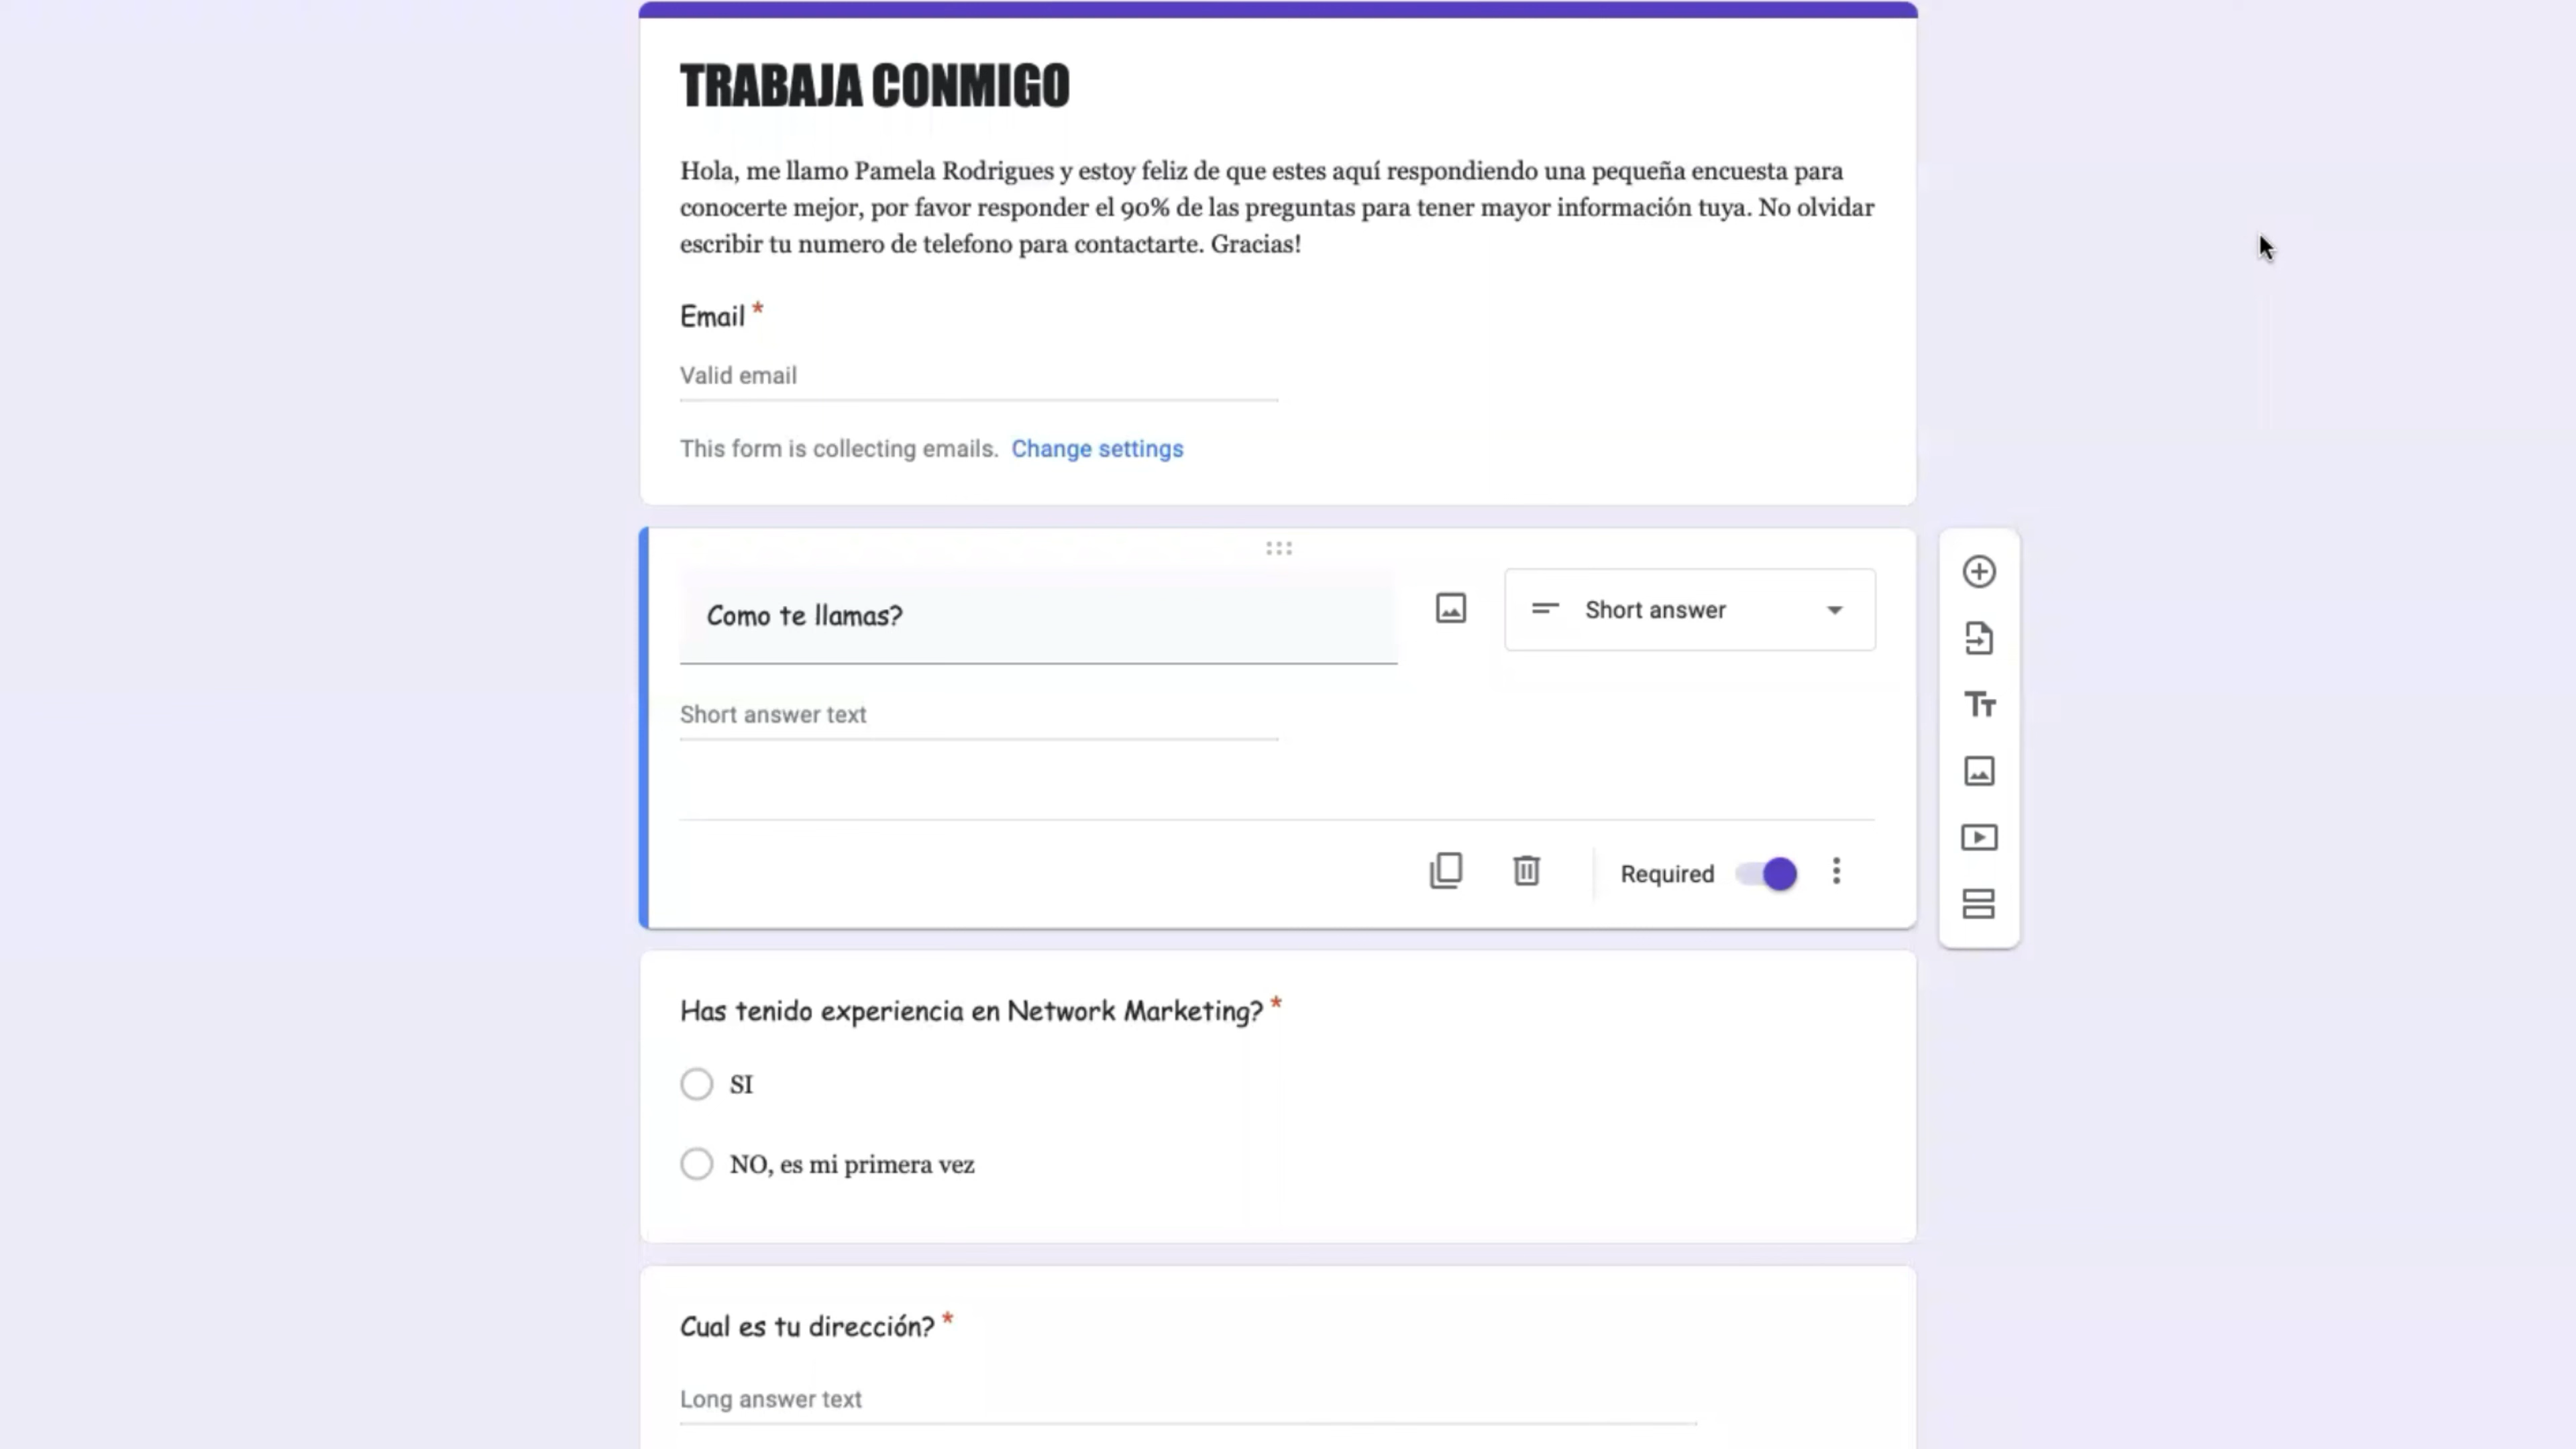 TRABAJA CONMIGO
Hola, me llamo Pamela Rodrigues y estoy feliz de que estes aquí respondiendo una pequeña encuesta para
conocerte mejor, por favor responder el 90% de las preguntas para tener mayor información tuya. No olvidar
escribir tu numero de telefono para contactarte. Gracias!
Email *
Valid email
This form is collecting emails. Change settings
Como te llamas?
Short answer
Short answer text
Required
Has tenido experiencia en Network Marketing? *
SI
NO, es mi primera vez
Cual es tu dirección? *
Long answer text